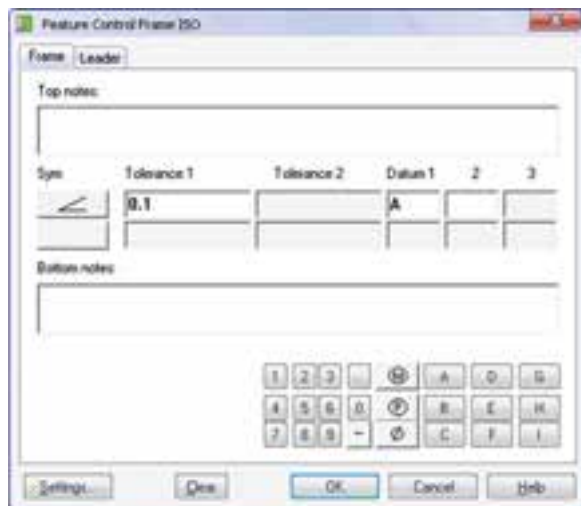 Feature Control Frame ISO
Frame Leader
Top notes:
Sym Tolerance 1 Tolerance 2 Datum 1 2 3
0.1 A
Bottom notes
1 2 3 . Ⓜ A D G
4 5 6 0 Ⓟ B E H
7 8 9 - Ø C F I
Settings... Clear OK Cancel Help